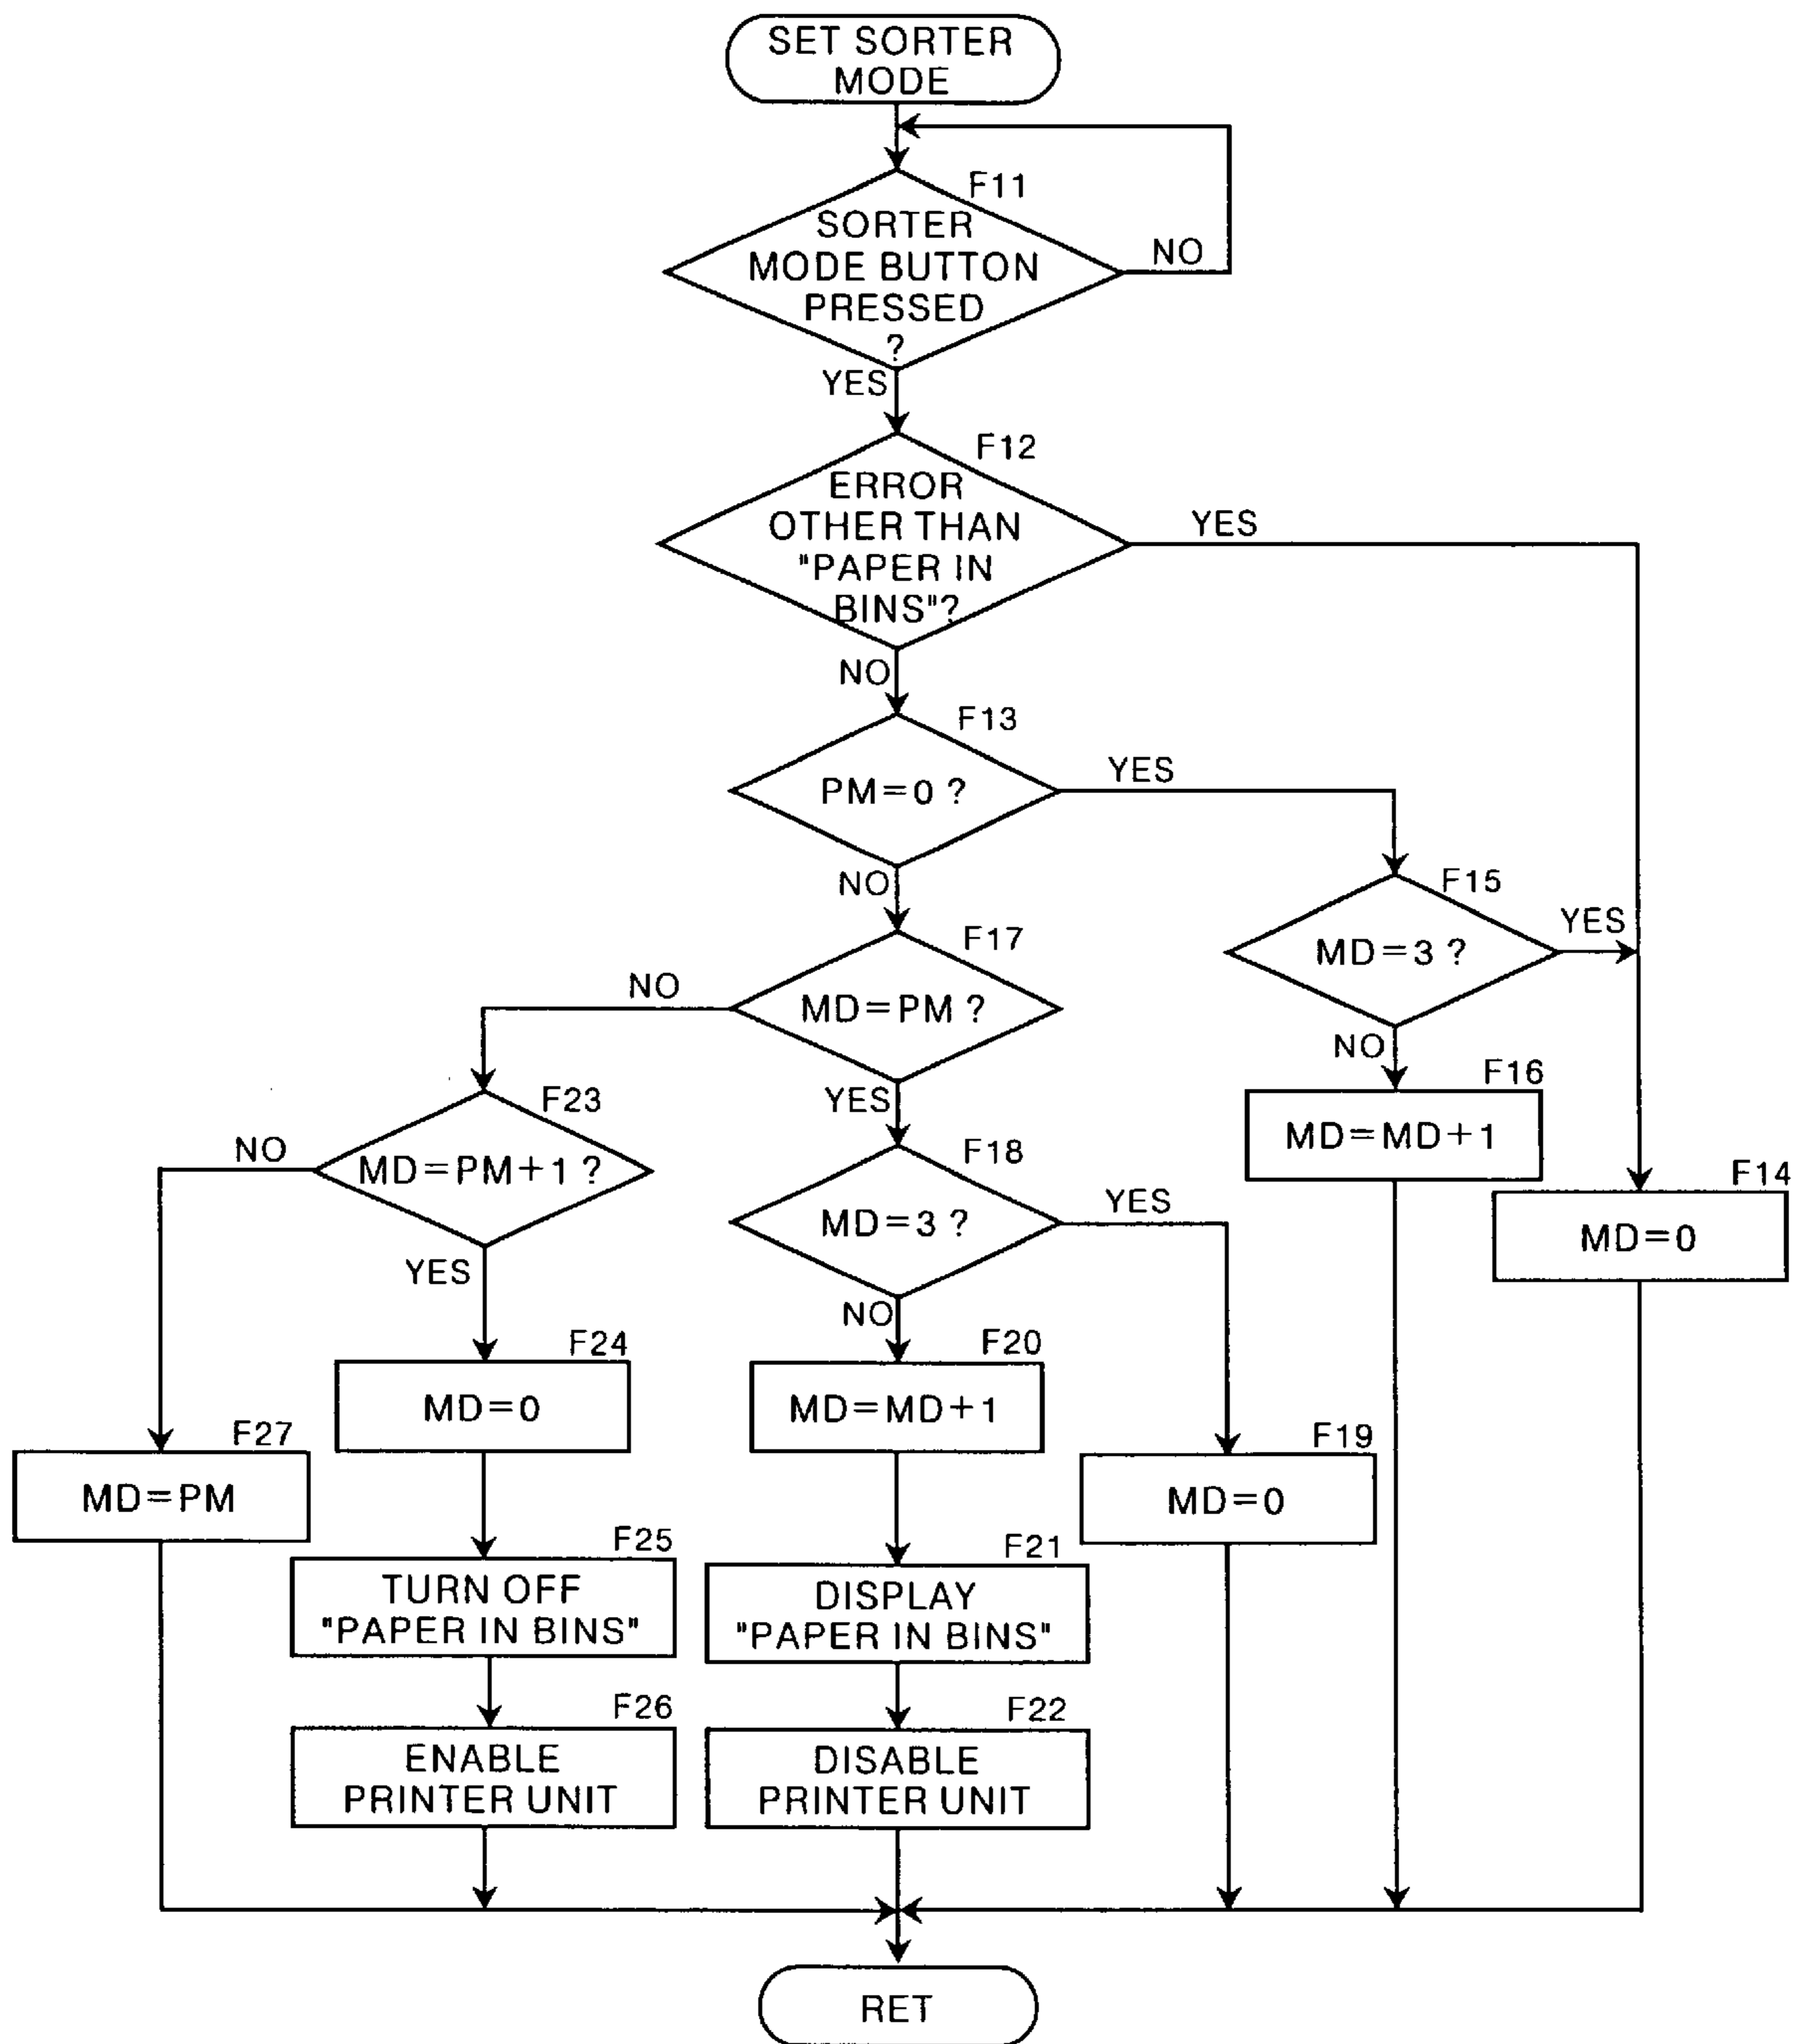 SET SORTER
MODE
F11
SORTER
MODE BUTTON
PRESSED
?
NO
YES
F12
ERROR
OTHER THAN
"PAPER IN
BINS"?
YES
NO
F13
PM=0 ?
YES
NO
F15
MD=3 ?
YES
NO
F17
MD=PM ?
NO
YES
F16
MD=MD+1
F23
MD=PM+1 ?
NO
YES
F18
MD=3 ?
YES
NO
F14
MD=0
F24
MD=0
F20
MD=MD+1
F27
MD=PM
F19
MD=0
F25
TURN OFF
"PAPER IN BINS"
F21
DISPLAY
"PAPER IN BINS"
F26
ENABLE
PRINTER UNIT
F22
DISABLE
PRINTER UNIT
RET